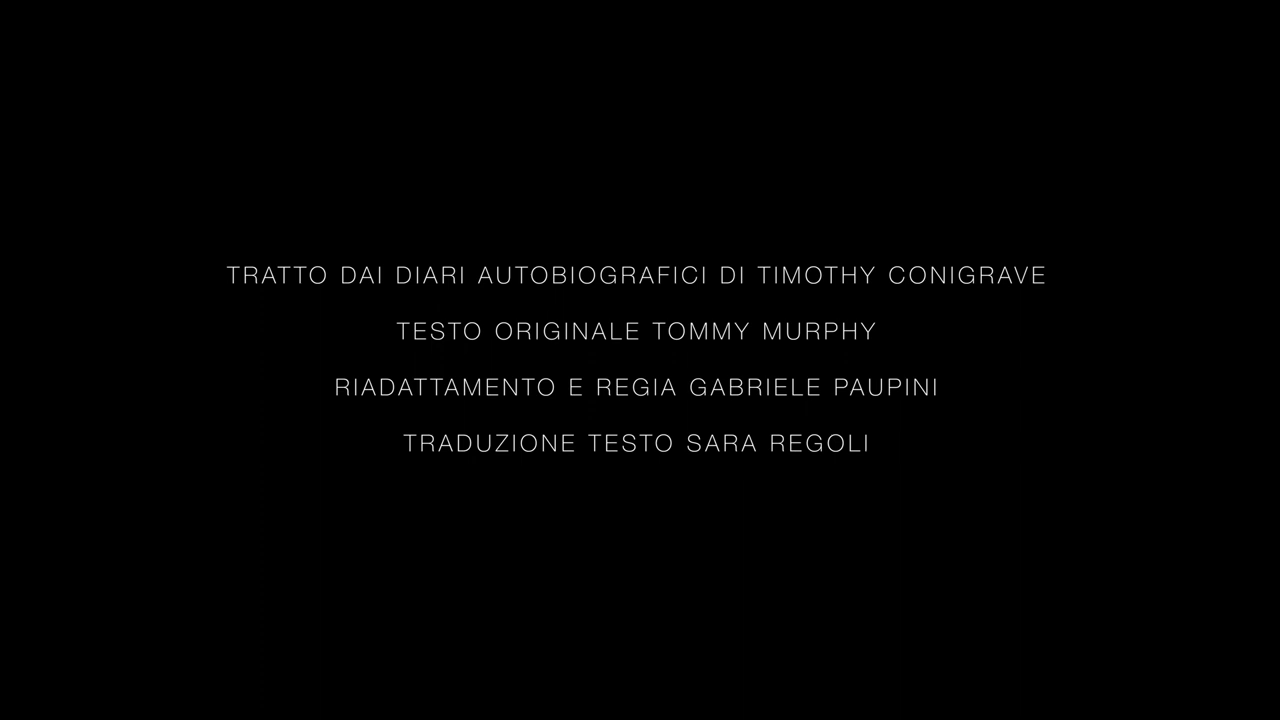 TRATTO DAI DIARI AUTOBIOGRAFICI DI TIMOTHY CONIGRAVE
TESTO ORIGINALE TOMMY MURPHY
RIADATTAMENTO E REGIA GABRIELE PAUPINI
TRADUZIONE TESTO SARA REGOLI